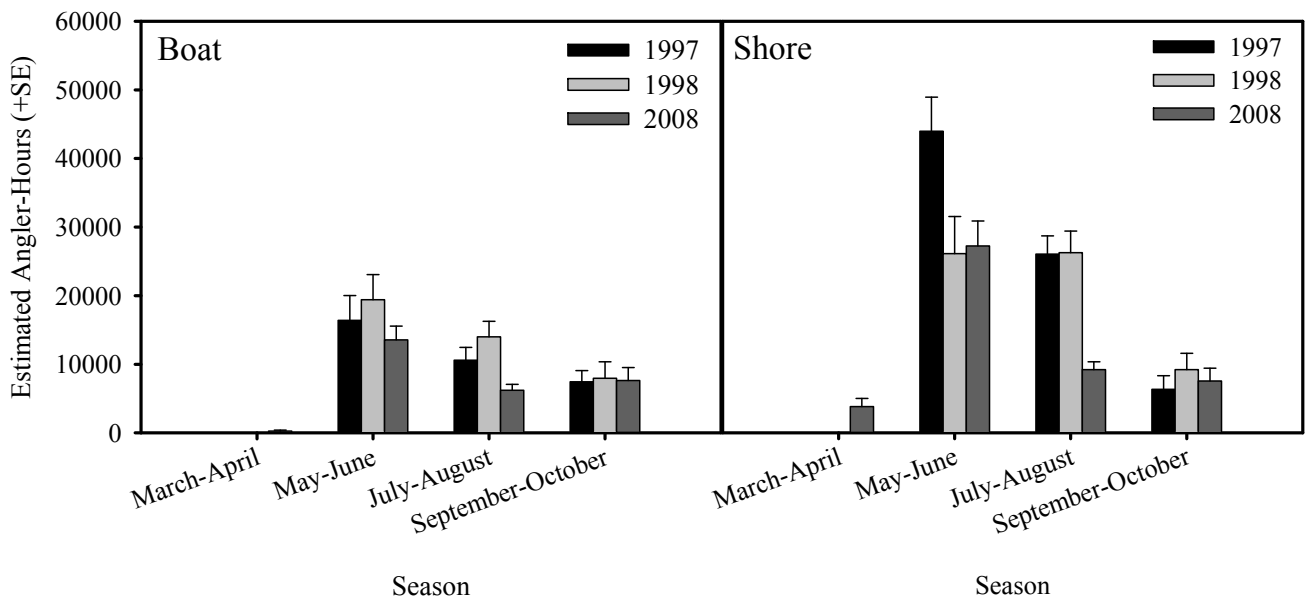 Estimated Angler-Hours (+SE)
60000
50000
40000
30000
20000
10000
0
Boat
1997
1998
2008
March-April
May-June
July-August
September-October
Season
Shore
1997
1998
2008
March-April
May-June
July-August
September-October
Season